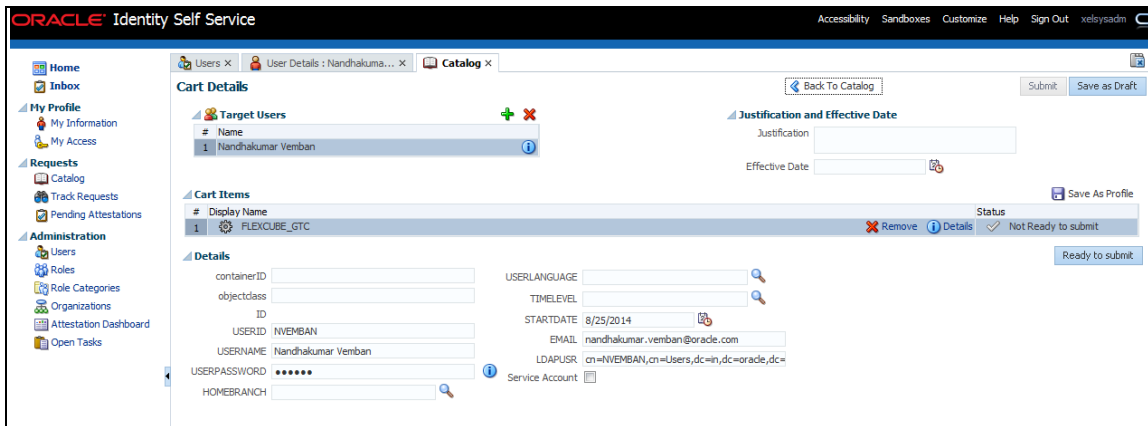 ORACLE Identity Self Service
Accessibility Sandboxes Customize Help Sign Out xelsysadm
Home
Inbox
My Profile
My Information
My Access
Requests
Catalog
Track Requests
Pending Attestations
Administration
Users
Roles
Role Categories
Organizations
Attestation Dashboard
Open Tasks
Users × User Details : Nandhakuma... × Catalog ×
Cart Details
Back To Catalog Submit Save as Draft
Target Users
# Name
1 Nandhakumar Vemban
Justification and Effective Date
Justification
Effective Date
Cart Items
Save As Profile
# Display Name Status
1 FLEXCUBE_GTC Remove Details Not Ready to submit
Details
Ready to submit
containerID
objectclass
ID
USERID NVEMBAN
USERNAME Nandhakumar Vemban
USERPASSWORD ••••••
HOMEBRANCH
USERLANGUAGE
TIMELEVEL
STARTDATE 8/25/2014
EMAIL nandhakumar.vemban@oracle.com
LDAPUSR cn=NVEMBAN,cn=Users,dc=in,dc=oracle,dc=
Service Account